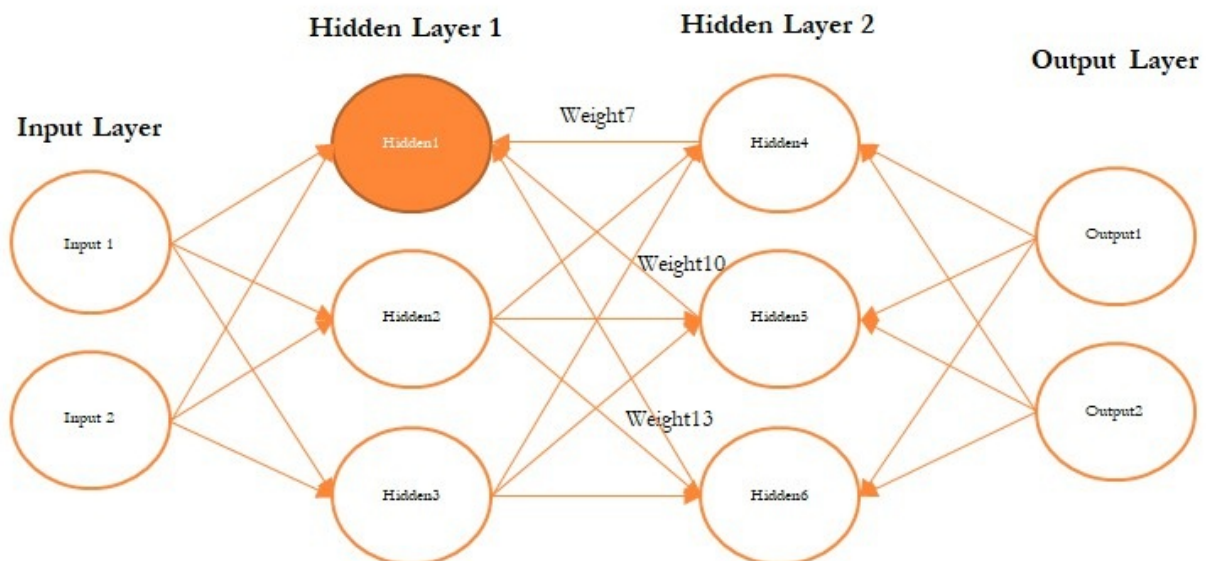 Hidden Layer 1
Hidden Layer 2
Output Layer
Input Layer
Weight7
Hidden1
Hidden4
Input 1
Output1
Weight10
Hidden2
Hidden5
Input 2
Output2
Weight13
Hidden3
Hidden6